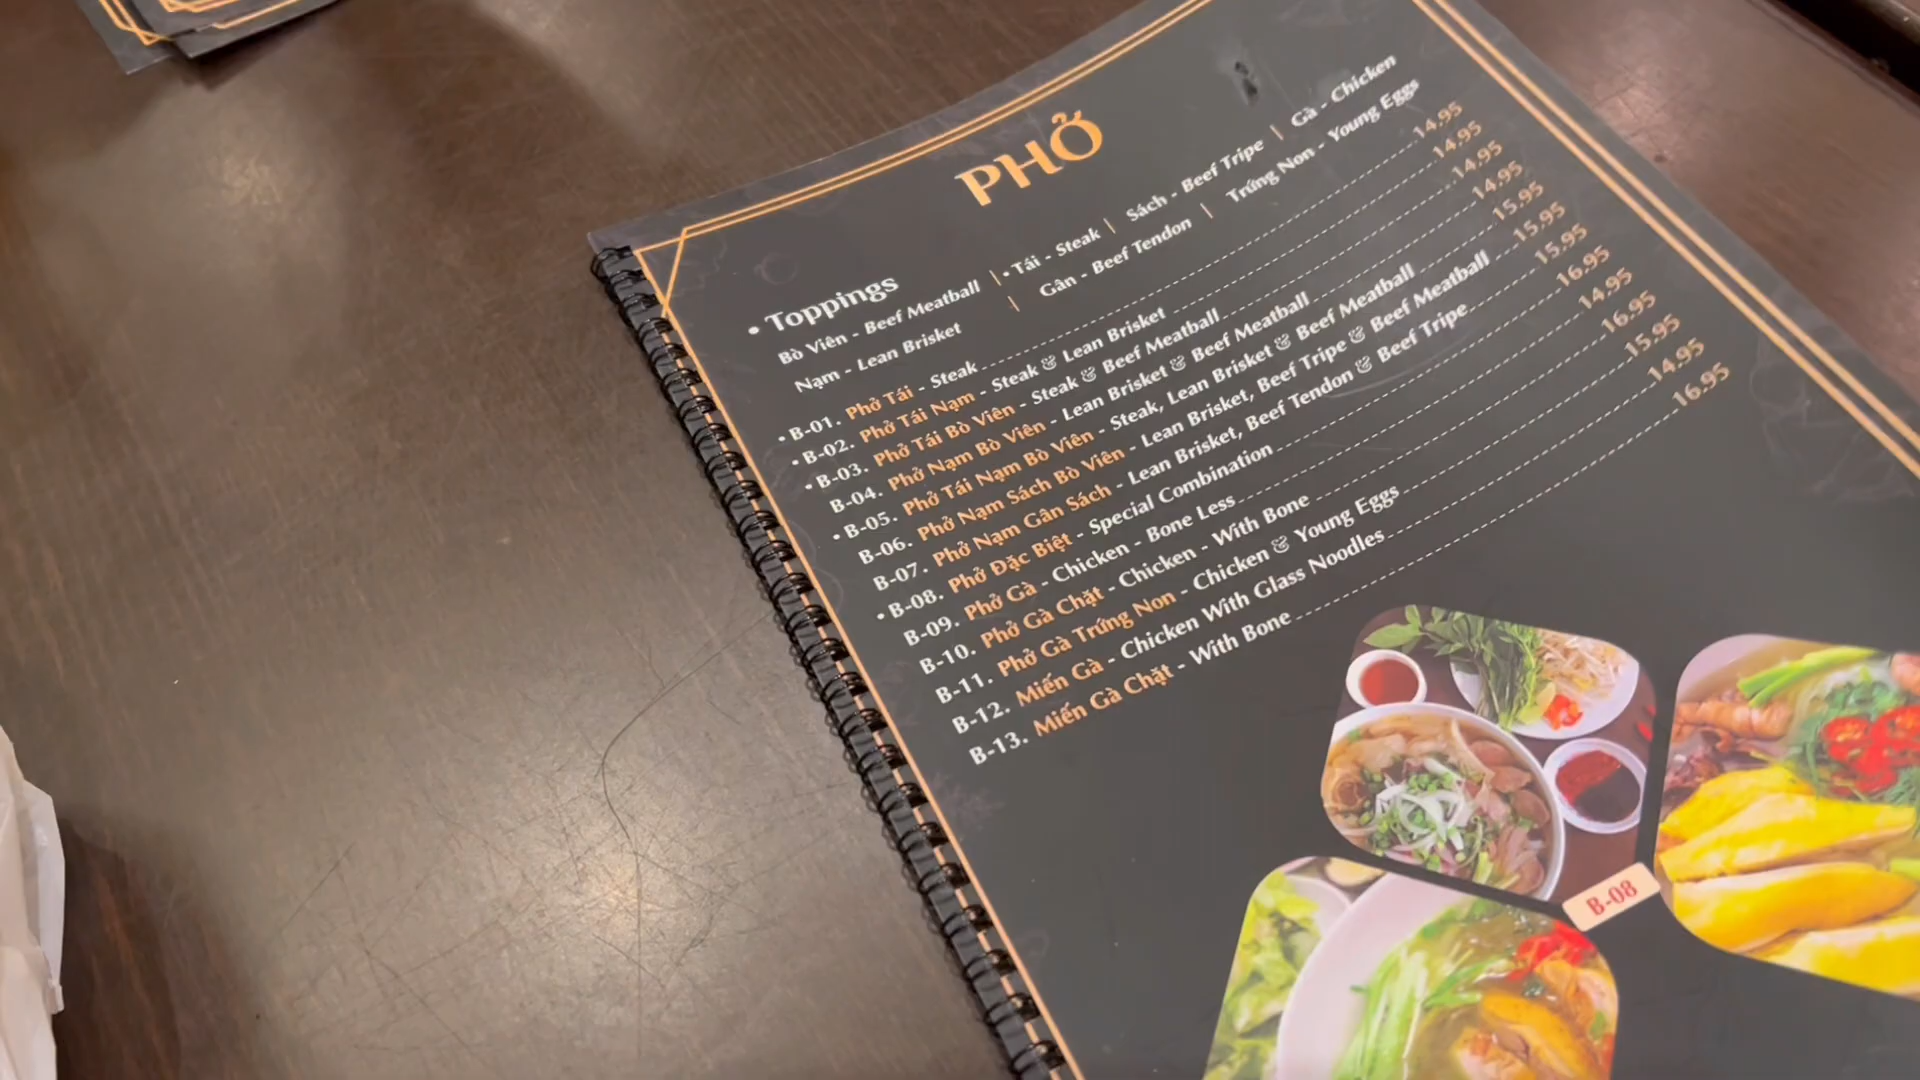 PHỞ
• Toppings
Bò Viên - Beef Meatball | • Tái - Steak | Sách - Beef Tripe | Gà - Chicken
Nạm - Lean Brisket | Gân - Beef Tendon | Trứng Non - Young Eggs
• B-01. Phở Tái - Steak 14.95
• B-02. Phở Tái Nạm - Steak & Lean Brisket 14.95
• B-03. Phở Tái Bò Viên - Steak & Beef Meatball 14.95
B-04. Phở Nạm Bò Viên - Lean Brisket & Beef Meatball 14.95
• B-05. Phở Tái Nạm Bò Viên - Steak, Lean Brisket & Beef Meatball 15.95
B-06. Phở Nạm Sách Bò Viên - Lean Brisket, Beef Tripe & Beef Meatball 15.95
B-07. Phở Nạm Gân Sách - Lean Brisket, Beef Tendon & Beef Tripe 15.95
• B-08. Phở Đặc Biệt - Special Combination 16.95
B-09. Phở Gà - Chicken - Bone Less 14.95
B-10. Phở Gà Chặt - Chicken - With Bone 16.95
B-11. Phở Gà Trứng Non - Chicken & Young Eggs 15.95
B-12. Miến Gà - Chicken With Glass Noodles 14.95
B-13. Miến Gà Chặt - With Bone 16.95
B-08